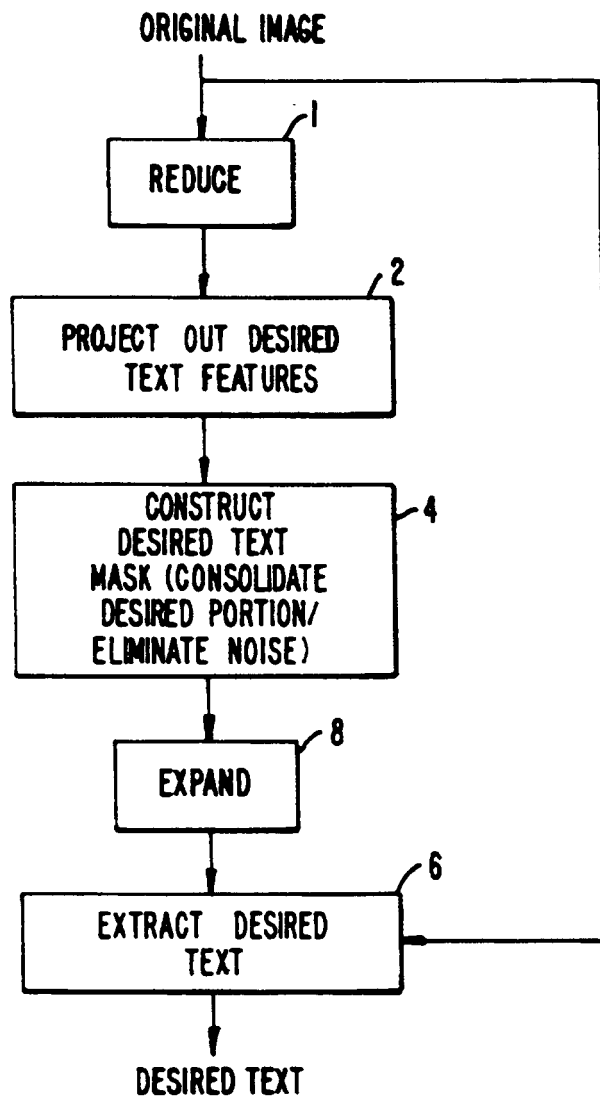 ORIGINAL IMAGE
1
REDUCE
2
PROJECT OUT DESIRED
TEXT FEATURES
4
CONSTRUCT
DESIRED TEXT
MASK (CONSOLIDATE
DESIRED PORTION/
ELIMINATE NOISE)
8
EXPAND
6
EXTRACT DESIRED
TEXT
DESIRED TEXT